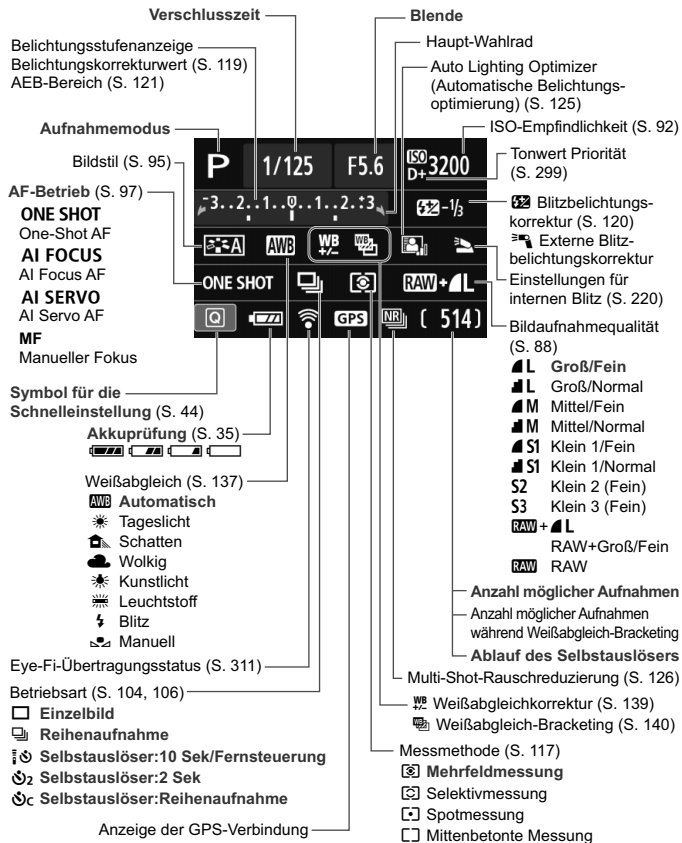 Verschlusszeit
Blende
Belichtungsstufenanzeige
Belichtungskorrekturwert (S. 119)
AEB-Bereich (S. 121)
Haupt-Wahlrad
Auto Lighting Optimizer
(Automatische Belichtungs-
optimierung) (S. 125)
Aufnahmemodus
ISO-Empfindlichkeit (S. 92)
Bildstil (S. 95)
Tonwert Priorität
(S. 299)
P 1/125 F5.6 ISO D+ 3200
-3..2..1..0..1..2.+3 -1/3
A AWB WB +/- WB
ONE SHOT RAW+L
Q GPS NR ( 514)
AF-Betrieb (S. 97)
ONE SHOT
One-Shot AF
AI FOCUS
AI Focus AF
AI SERVO
AI Servo AF
MF
Manueller Fokus
Blitzbelichtungs-
korrektur (S. 120)
Externe Blitz-
belichtungskorrektur
Einstellungen für
internen Blitz (S. 220)
Bildaufnahmequalität
(S. 88)
L Groß/Fein
L Groß/Normal
M Mittel/Fein
M Mittel/Normal
S1 Klein 1/Fein
S1 Klein 1/Normal
S2 Klein 2 (Fein)
S3 Klein 3 (Fein)
RAW+L
RAW+Groß/Fein
RAW RAW
Symbol für die
Schnelleinstellung (S. 44)
Akkuprüfung (S. 35)
Weißabgleich (S. 137)
AWB Automatisch
Tageslicht
Schatten
Wolkig
Kunstlicht
Leuchtstoff
Blitz
Manuell
Anzahl möglicher Aufnahmen
Anzahl möglicher Aufnahmen
während Weißabgleich-Bracketing
Ablauf des Selbstauslösers
Eye-Fi-Übertragungsstatus (S. 311)
Multi-Shot-Rauschreduzierung (S. 126)
Betriebsart (S. 104, 106)
Einzelbild
Reihenaufnahme
Selbstauslöser:10 Sek/Fernsteuerung
2 Selbstauslöser:2 Sek
C Selbstauslöser:Reihenaufnahme
WB +/- Weißabgleichkorrektur (S. 139)
WB Weißabgleich-Bracketing (S. 140)
Messmethode (S. 117)
Mehrfeldmessung
Selektivmessung
Spotmessung
Mittenbetonte Messung
Anzeige der GPS-Verbindung